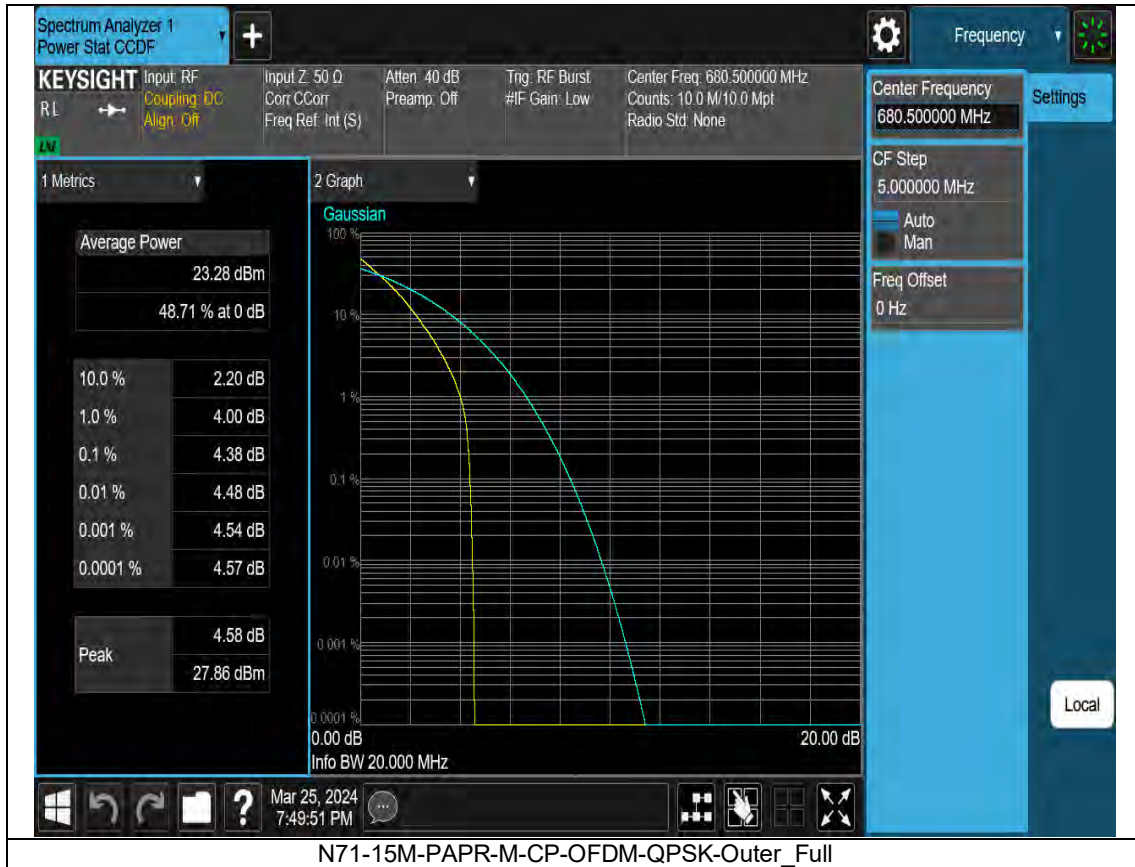 Spectrum Analyzer 1
Power Stat CCDF
+
Frequency
KEYSIGHT
RL
LNI
Input: RF
Coupling: DC
Align: Off
Input Z: 50 Ω
Corr CCorr
Freq Ref: Int (S)
Atten: 40 dB
Preamp: Off
Trig: RF Burst
#IF Gain: Low
Center Freq: 680.500000 MHz
Counts: 10.0 M/10.0 Mpt
Radio Std: None
Center Frequency
680.500000 MHz
Settings
CF Step
5.000000 MHz
Auto
Man
Freq Offset
0 Hz
Local
1 Metrics
Average Power
23.28 dBm
48.71 % at 0 dB
10.0 % 2.20 dB
1.0 % 4.00 dB
0.1 % 4.38 dB
0.01 % 4.48 dB
0.001 % 4.54 dB
0.0001 % 4.57 dB
Peak
4.58 dB
27.86 dBm
2 Graph
Gaussian
100 %
10 %
1 %
0.1 %
0.01 %
0.001 %
0.0001 %
0.00 dB 20.00 dB
Info BW 20.000 MHz
?
Mar 25, 2024
7:49:51 PM
N71-15M-PAPR-M-CP-OFDM-QPSK-Outer_Full